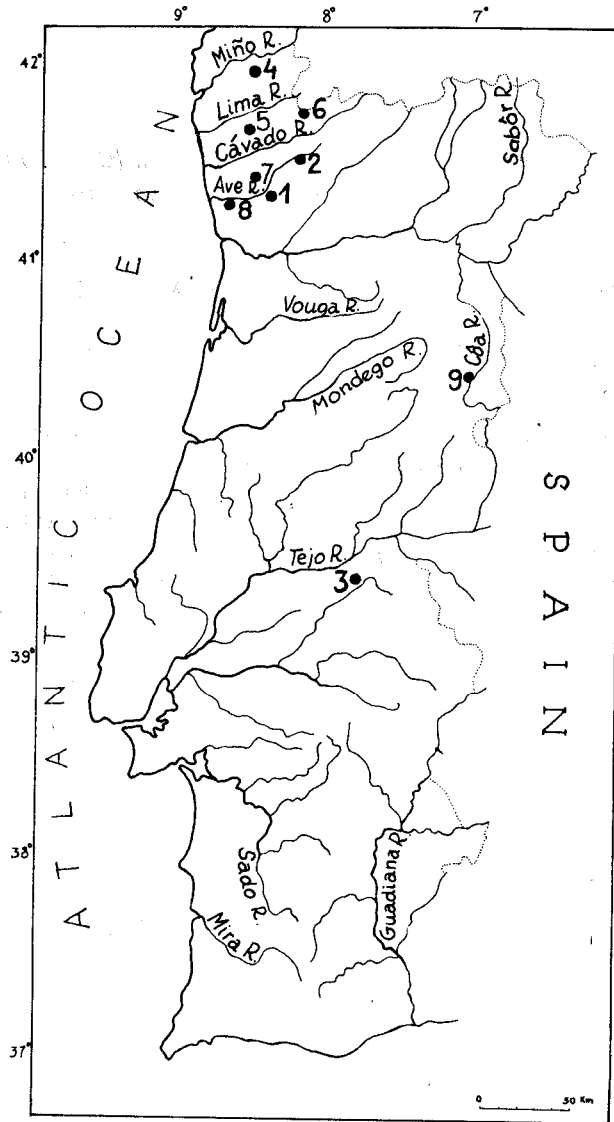 9° 8° 7°
42°
Miño R.
4
Lima R.
6
5
Cávado R.
2
7
Ave R.
1
8
Sabôr R.
41°
Vouga R.
Côa R.
9
Mondego R.
40°
Tejo R.
3
39°
38°
Sado R.
Guadiana R.
Mira R.
37°
ATLANTIC OCEAN
SPAIN
0 50 Km